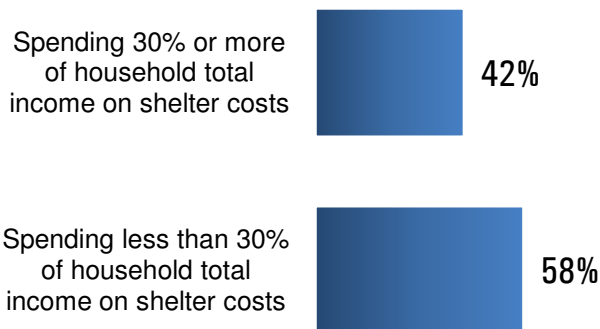 Spending 30% or more
of household total
income on shelter costs
42%
Spending less than 30%
of household total
income on shelter costs
58%